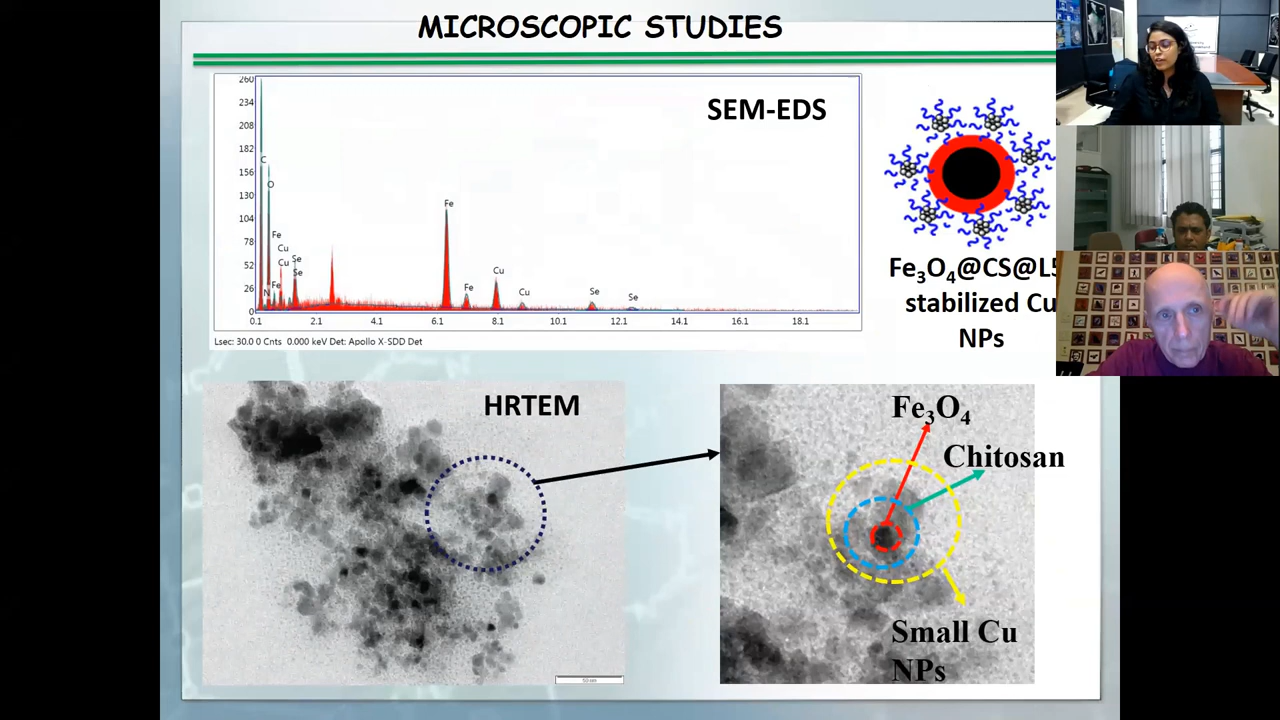 MICROSCOPIC STUDIES
SEM-EDS
260
234
208
182
156
130
104
78
52
26
0
C
O
Fe
Cu
Se
Se
Fe
N
Fe
Fe
Cu
Cu
Se
Se
0.1 2.1 4.1 6.1 8.1 10.1 12.1 14.1 16.1 18.1
Lsec: 30.0 0 Cnts 0.000 keV Det: Apollo X-SDD Det
Fe₃O₄@CS@L5
stabilized Cu
NPs
HRTEM
Fe₃O₄
Chitosan
Small Cu
NPs